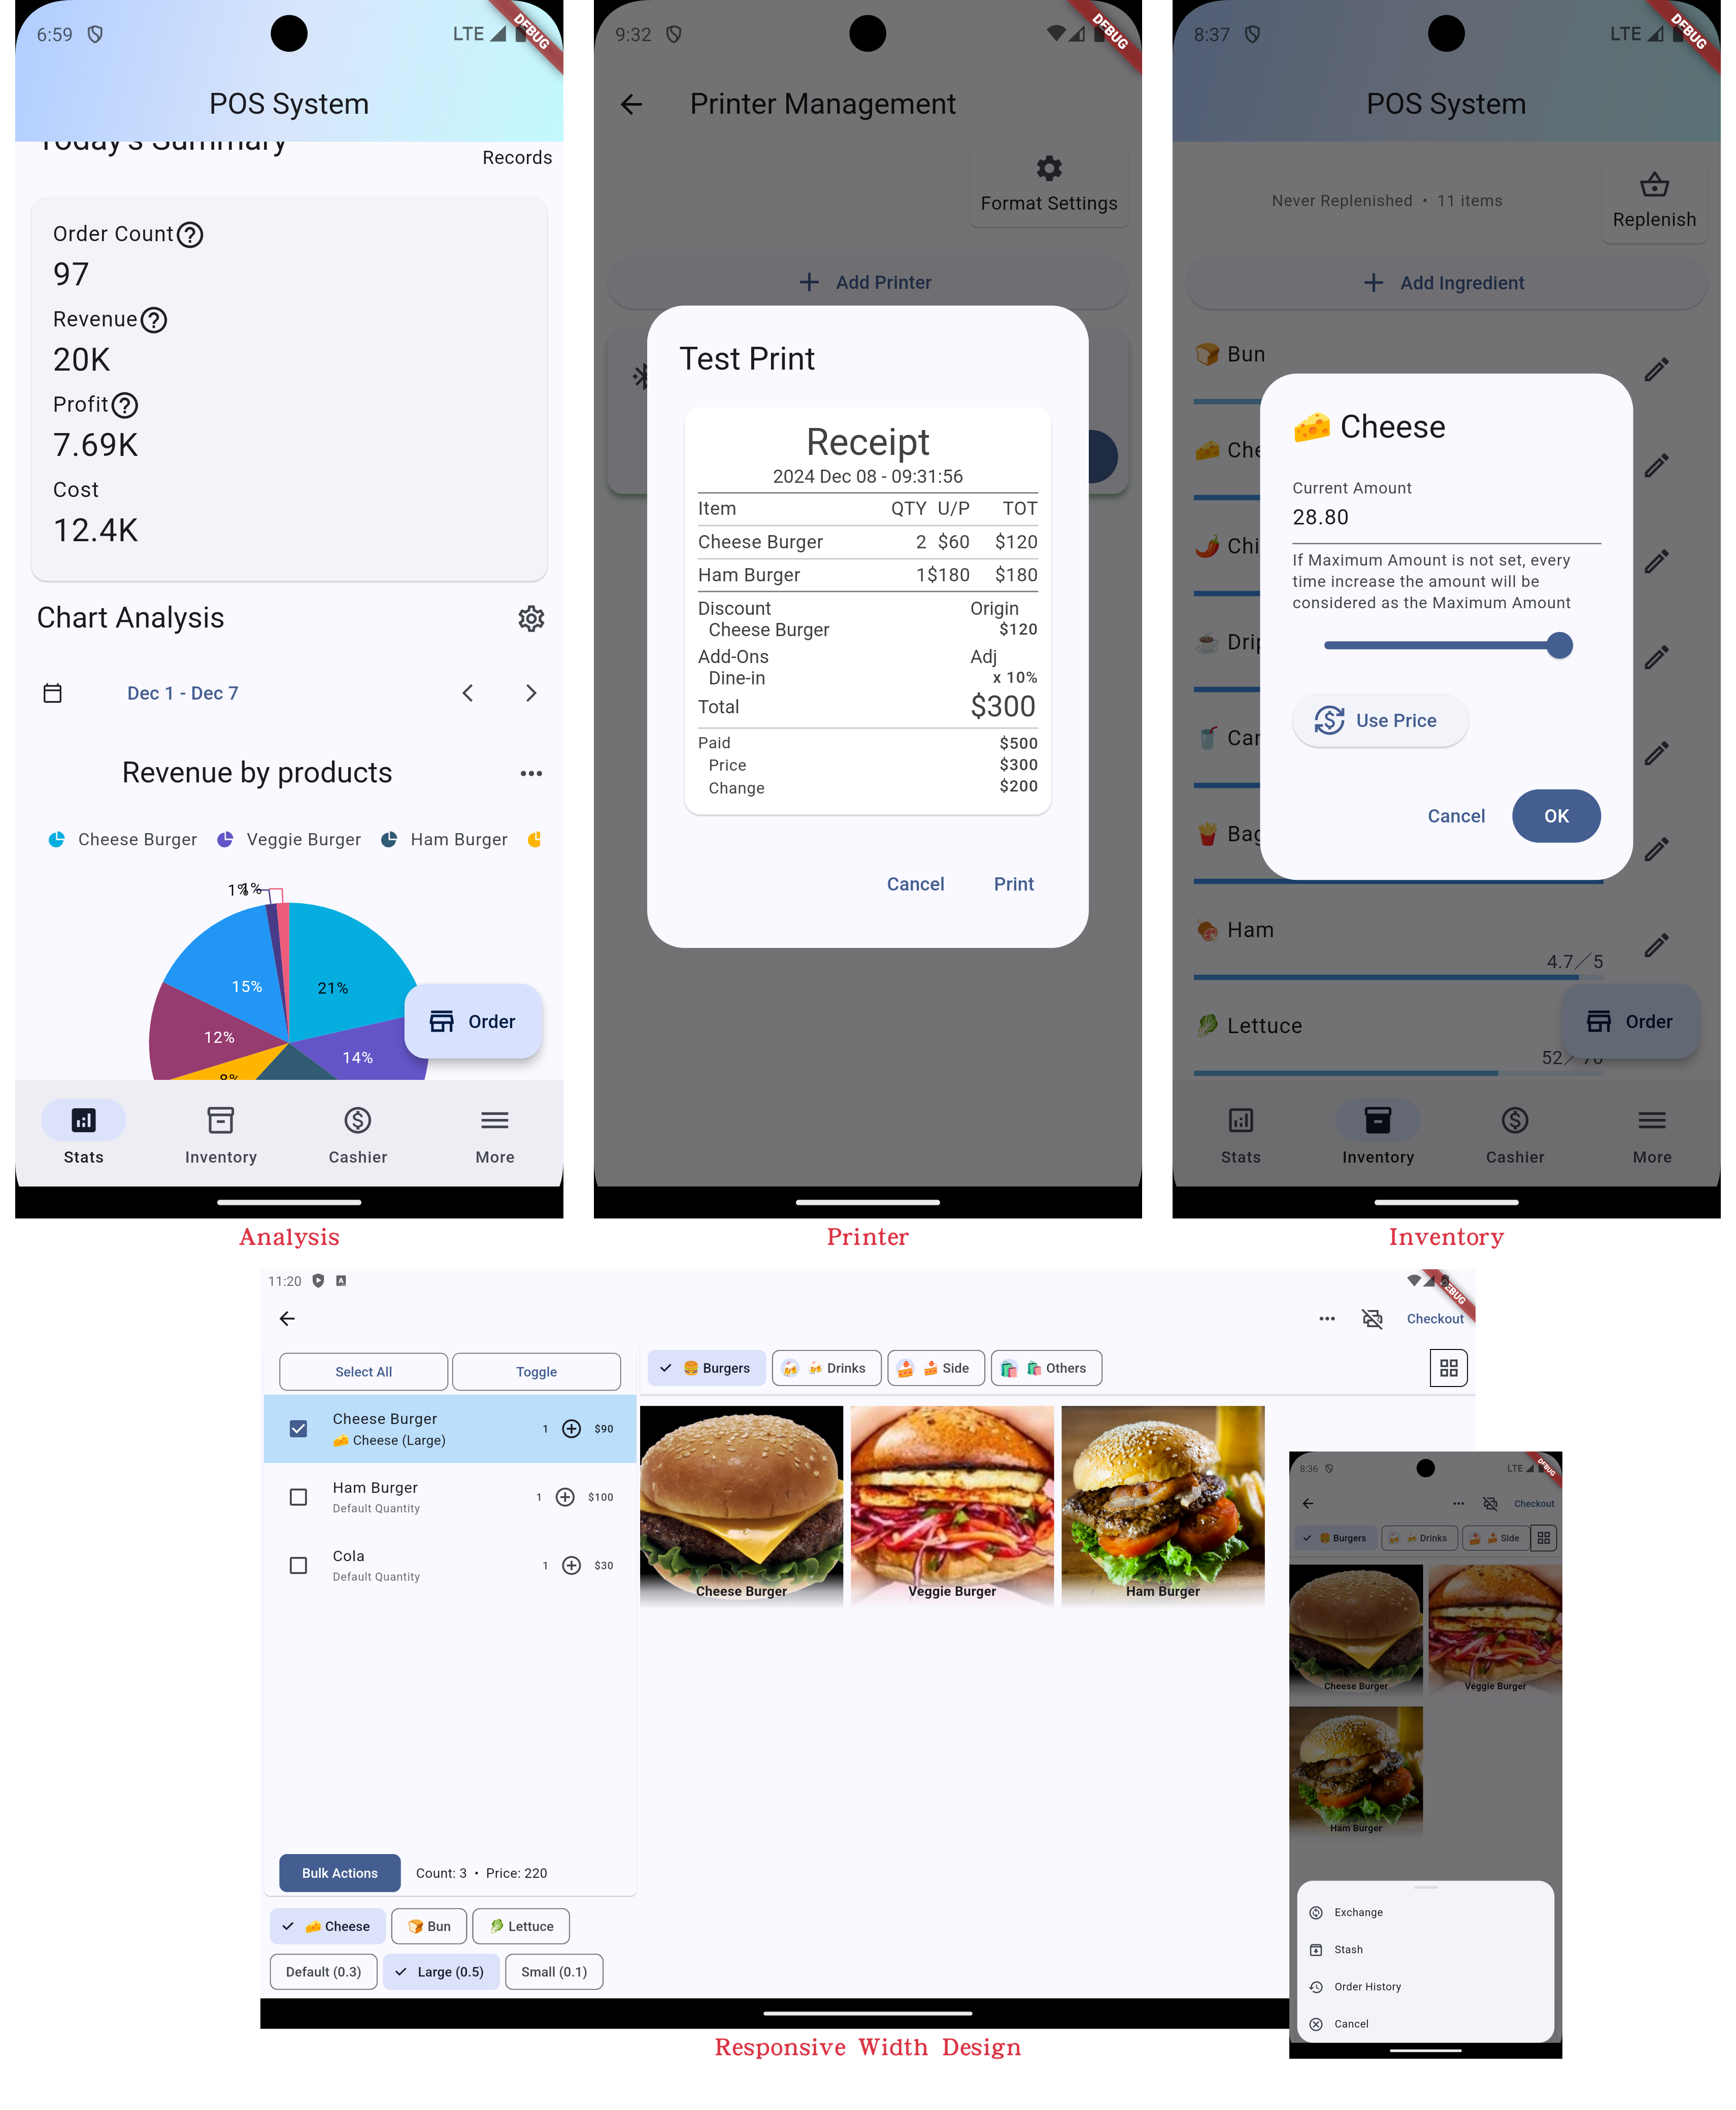 6:59
LTE
DEBUG
POS System
Today's Summary
Records
Order Count
97
Revenue
20K
Profit
7.69K
Cost
12.4K
Chart Analysis
Dec 1 - Dec 7
Revenue by products
Cheese Burger
Veggie Burger
Ham Burger
1%
1%
15%
21%
12%
14%
8%
Order
Stats
Inventory
Cashier
More
Analysis
9:32
DEBUG
Printer Management
Format Settings
Add Printer
Test Print
Receipt
2024 Dec 08 - 09:31:56
Item QTY U/P TOT
Cheese Burger 2 $60 $120
Ham Burger 1 $180 $180
Discount Origin
Cheese Burger $120
Add-Ons Adj
Dine-in x 10%
Total $300
Paid $500
Price $300
Change $200
Cancel
Print
Printer
8:37
LTE
DEBUG
POS System
Never Replenished • 11 items
Replenish
Add Ingredient
Bun
Che
Chi
Drip
Car
Bag
Cheese
Current Amount
28.80
If Maximum Amount is not set, every
time increase the amount will be
considered as the Maximum Amount
Use Price
Cancel
OK
Ham
4.7／5
Lettuce
52／70
Order
Stats
Inventory
Cashier
More
Inventory
11:20
DEBUG
Checkout
Select All
Toggle
Burgers
Drinks
Side
Others
Cheese Burger
Cheese (Large)
1
$90
Ham Burger
Default Quantity
1
$100
Cola
Default Quantity
1
$30
Cheese Burger
Veggie Burger
Ham Burger
Bulk Actions
Count: 3 • Price: 220
Cheese
Bun
Lettuce
Default (0.3)
Large (0.5)
Small (0.1)
8:36
LTE
DEBUG
Checkout
Burgers
Drinks
Side
Cheese Burger
Veggie Burger
Ham Burger
Exchange
Stash
Order History
Cancel
Responsive Width Design